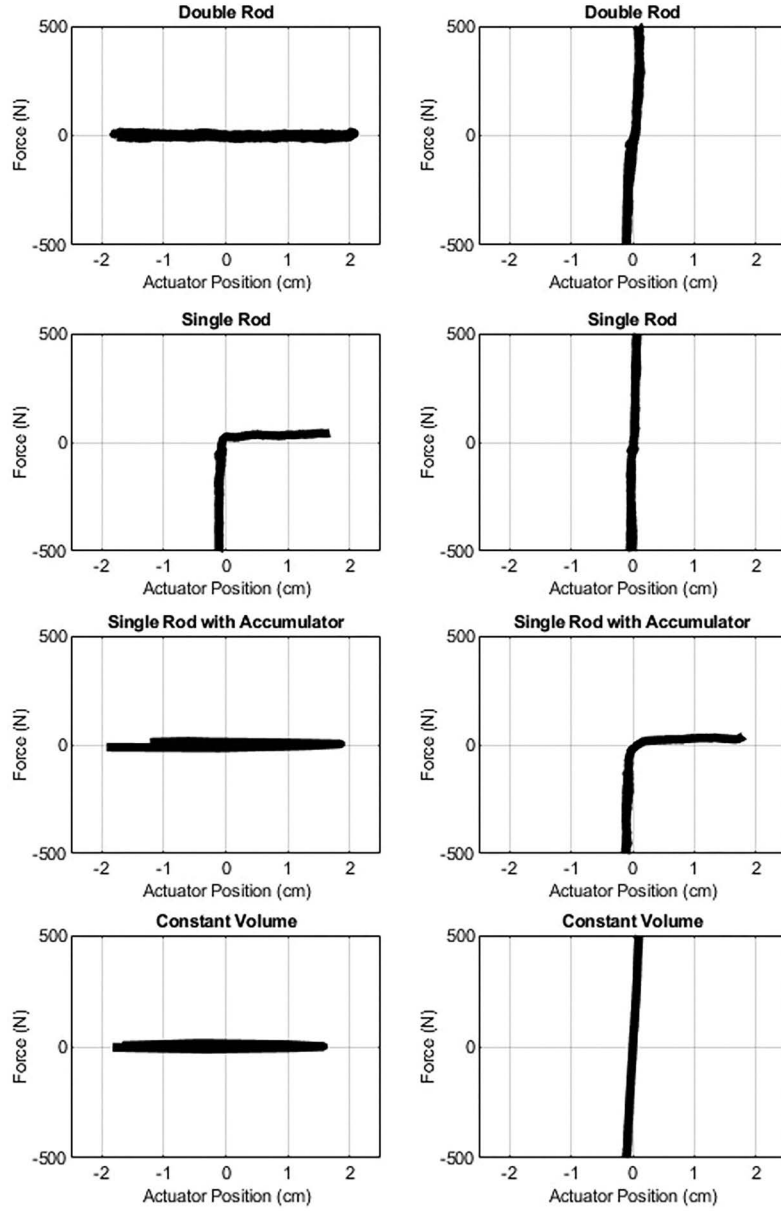 Double Rod
Double Rod
500
0
-500
Force (N)
-2 -1 0 1 2
Actuator Position (cm)
500
0
-500
Force (N)
-2 -1 0 1 2
Actuator Position (cm)
Single Rod
Single Rod
500
0
-500
Force (N)
-2 -1 0 1 2
Actuator Position (cm)
500
0
-500
Force (N)
-2 -1 0 1 2
Actuator Position (cm)
Single Rod with Accumulator
Single Rod with Accumulator
500
0
-500
Force (N)
-2 -1 0 1 2
Actuator Position (cm)
500
0
-500
Force (N)
-2 -1 0 1 2
Actuator Position (cm)
Constant Volume
Constant Volume
500
0
-500
Force (N)
-2 -1 0 1 2
Actuator Position (cm)
500
0
-500
Force (N)
-2 -1 0 1 2
Actuator Position (cm)